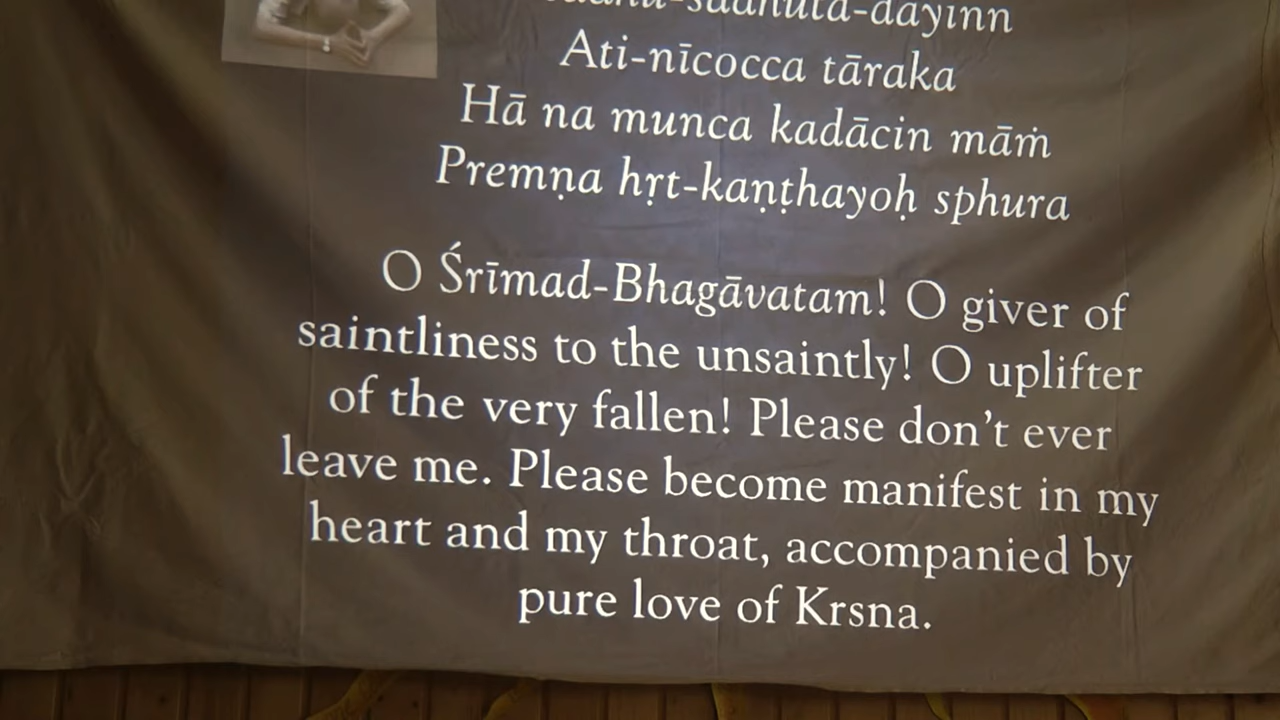 Ati-nīcocca tāraka
Hā na munca kadācin māṁ
Premṇa hṛt-kaṇṭhayoḥ sphura
O Śrīmad-Bhagāvatam! O giver of
saintliness to the unsaintly! O uplifter
of the very fallen! Please don't ever
leave me. Please become manifest in my
heart and my throat, accompanied by
pure love of Krsna.